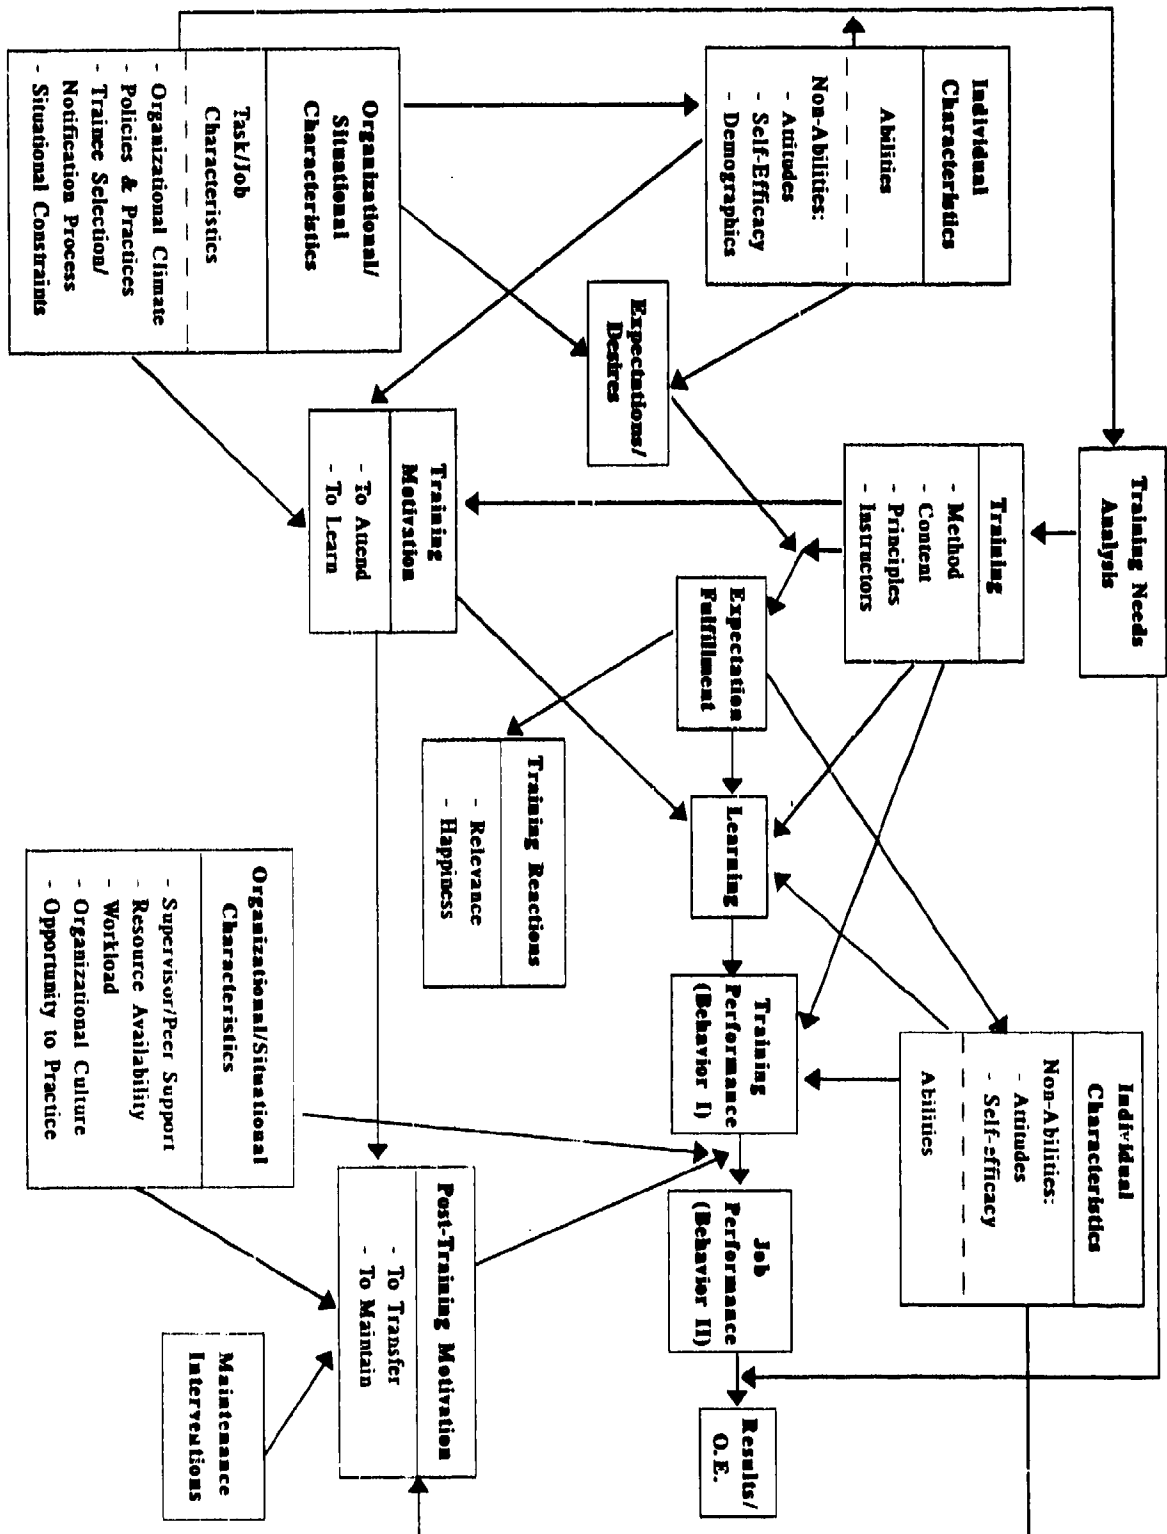 Individual
Characteristics
Abilities
Non-Abilities:
- Attitudes
- Self-Efficacy
- Demographics
Organizational/
Situational
Characteristics
Task/Job
Characteristics
- Organizational Climate
- Policies & Practices
- Trainee Selection/
Notification Process
- Situational Constraints
Training Needs
Analysis
Training
- Method
- Content
- Principles
- Instructors
Expectations/
Desires
Training
Motivation
- To Attend
- To Learn
Expectation
Fulfillment
Training Reactions
- Relevance
- Happiness
Learning
Training
Performance
(Behavior I)
Individual
Characteristics
Non-Abilities:
- Attitudes
- Self-efficacy
Abilities
Organizational/Situational
Characteristics
- Supervisor/Peer Support
- Resource Availability
- Workload
- Organizational Culture
- Opportunity to Practice
Job
Performance
(Behavior II)
Post-Training Motivation
- To Transfer
- To Maintain
Maintenance
Interventions
Results/
O.E.